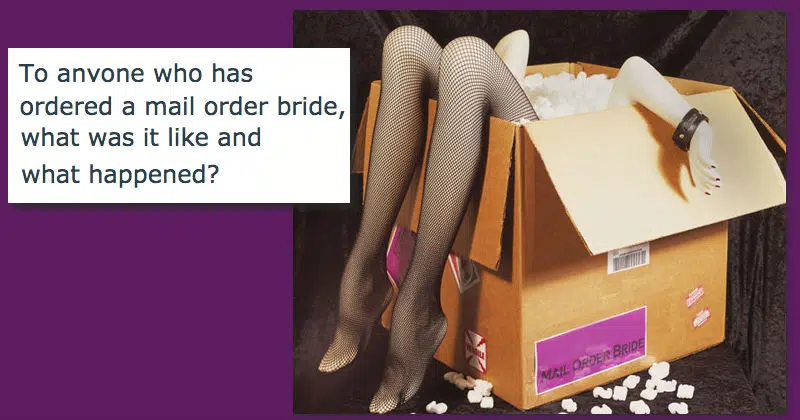 To anvone who has
ordered a mail order bride,
what was it like and
what happened?
MAIL ORDER BRIDE